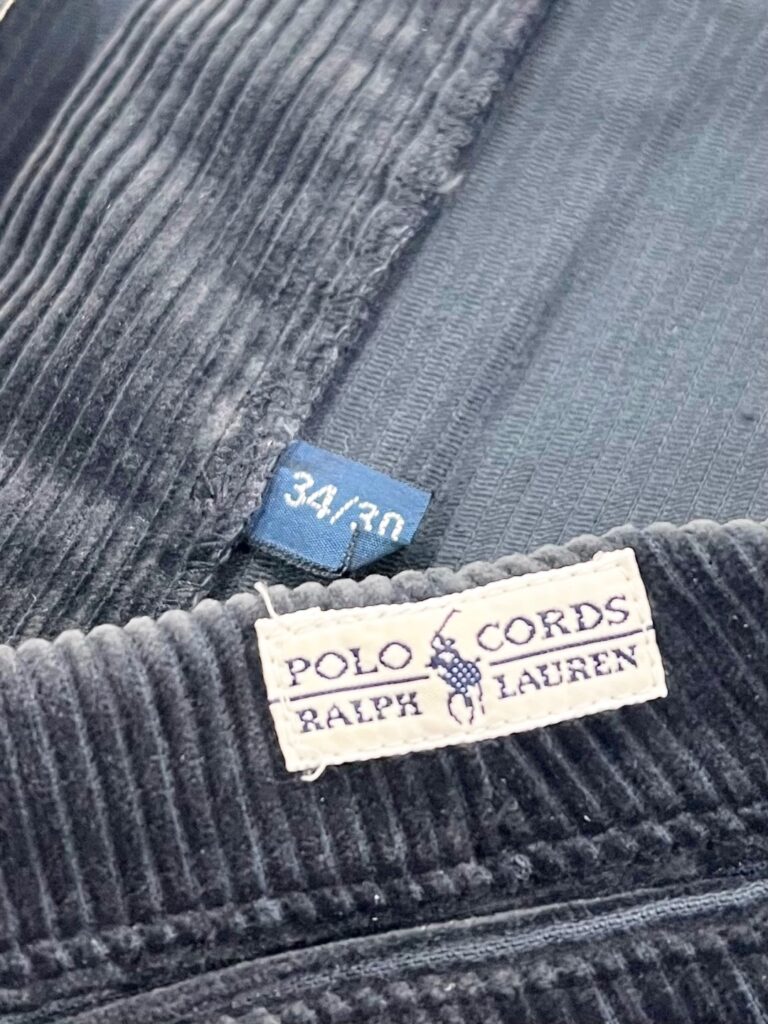 34/30
POLO CORDS
RALPH LAUREN